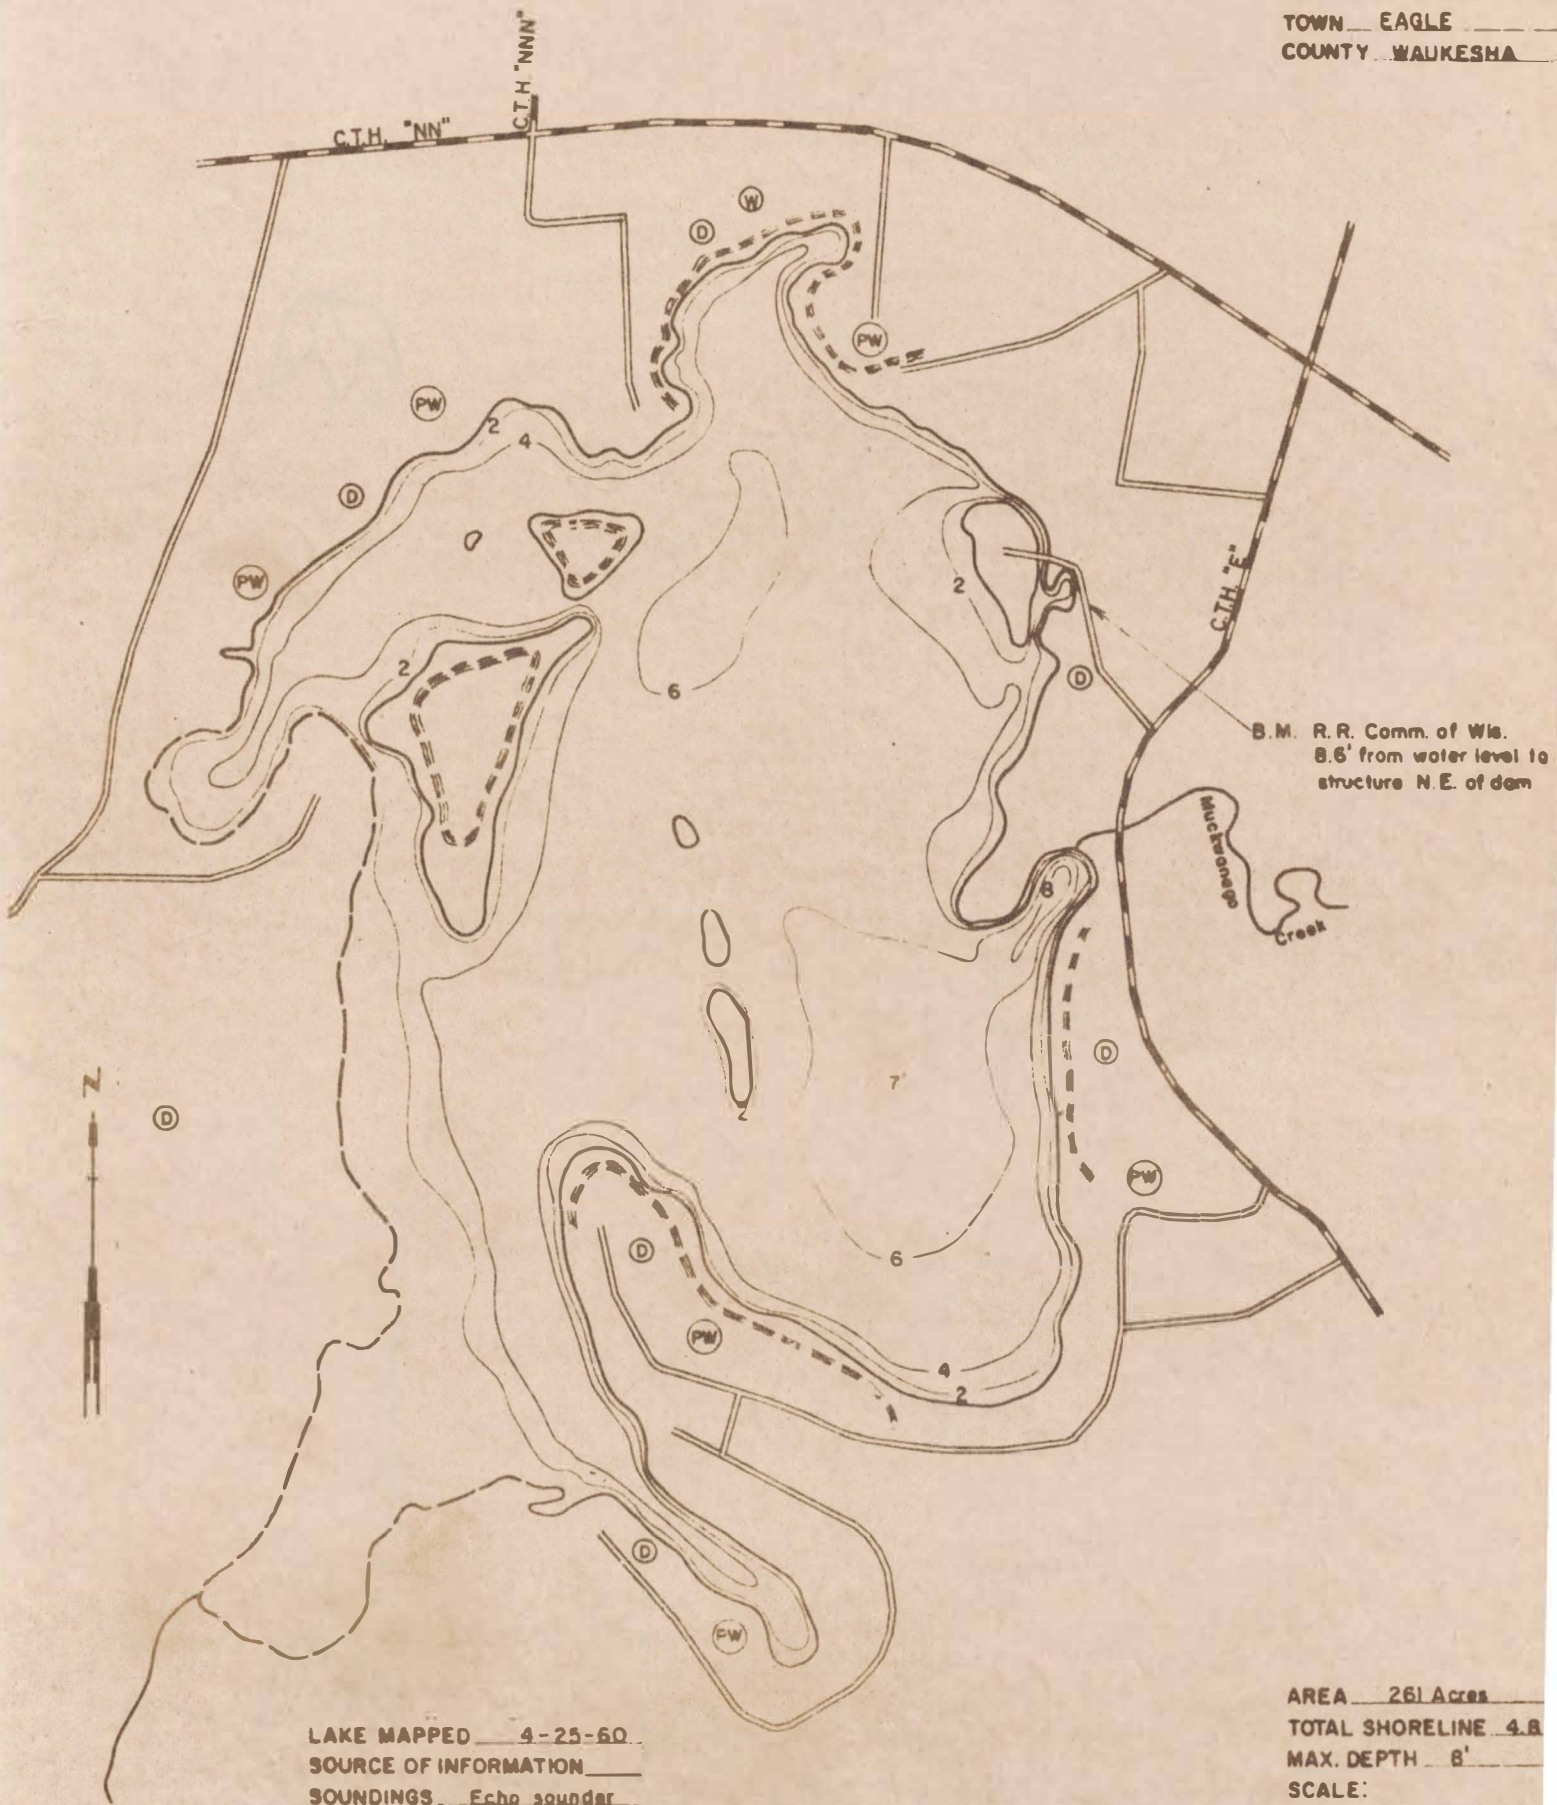 TOWN EAGLE
COUNTY WAUKESHA
C.T.H. "NNN"
C.T.H. "NN"
W
D
PW
PW
2
4
D
PW
2
C.T.H. "E"
2
D
6
B.M. R.R. Comm. of Wis.
8.6' from water level to
structure N.E. of dam
Muckwanago
Creek
8
D
7
N
D
2
PW
D
6
PW
4
2
D
PW
LAKE MAPPED 4-25-60
SOURCE OF INFORMATION
SOUNDINGS Echo sounder
AREA 261 Acres
TOTAL SHORELINE 4.8
MAX. DEPTH 8'
SCALE: